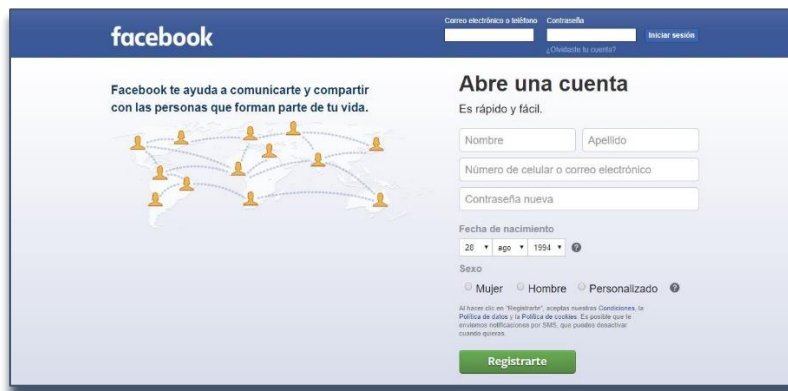 facebook
Correo electrónico o teléfono
Contraseña
Iniciar sesión
¿Olvidaste tu cuenta?
Facebook te ayuda a comunicarte y compartir
con las personas que forman parte de tu vida.
Abre una cuenta
Es rápido y fácil.
Nombre
Apellido
Número de celular o correo electrónico
Contraseña nueva
Fecha de nacimiento
28 ago 1994
Sexo
Mujer Hombre Personalizado
Al hacer clic en "Registrarte", aceptas nuestras Condiciones, la
Política de datos y la Política de cookies. Es posible que te
enviemos notificaciones por SMS, que puedes desactivar
cuando quieras.
Registrarte